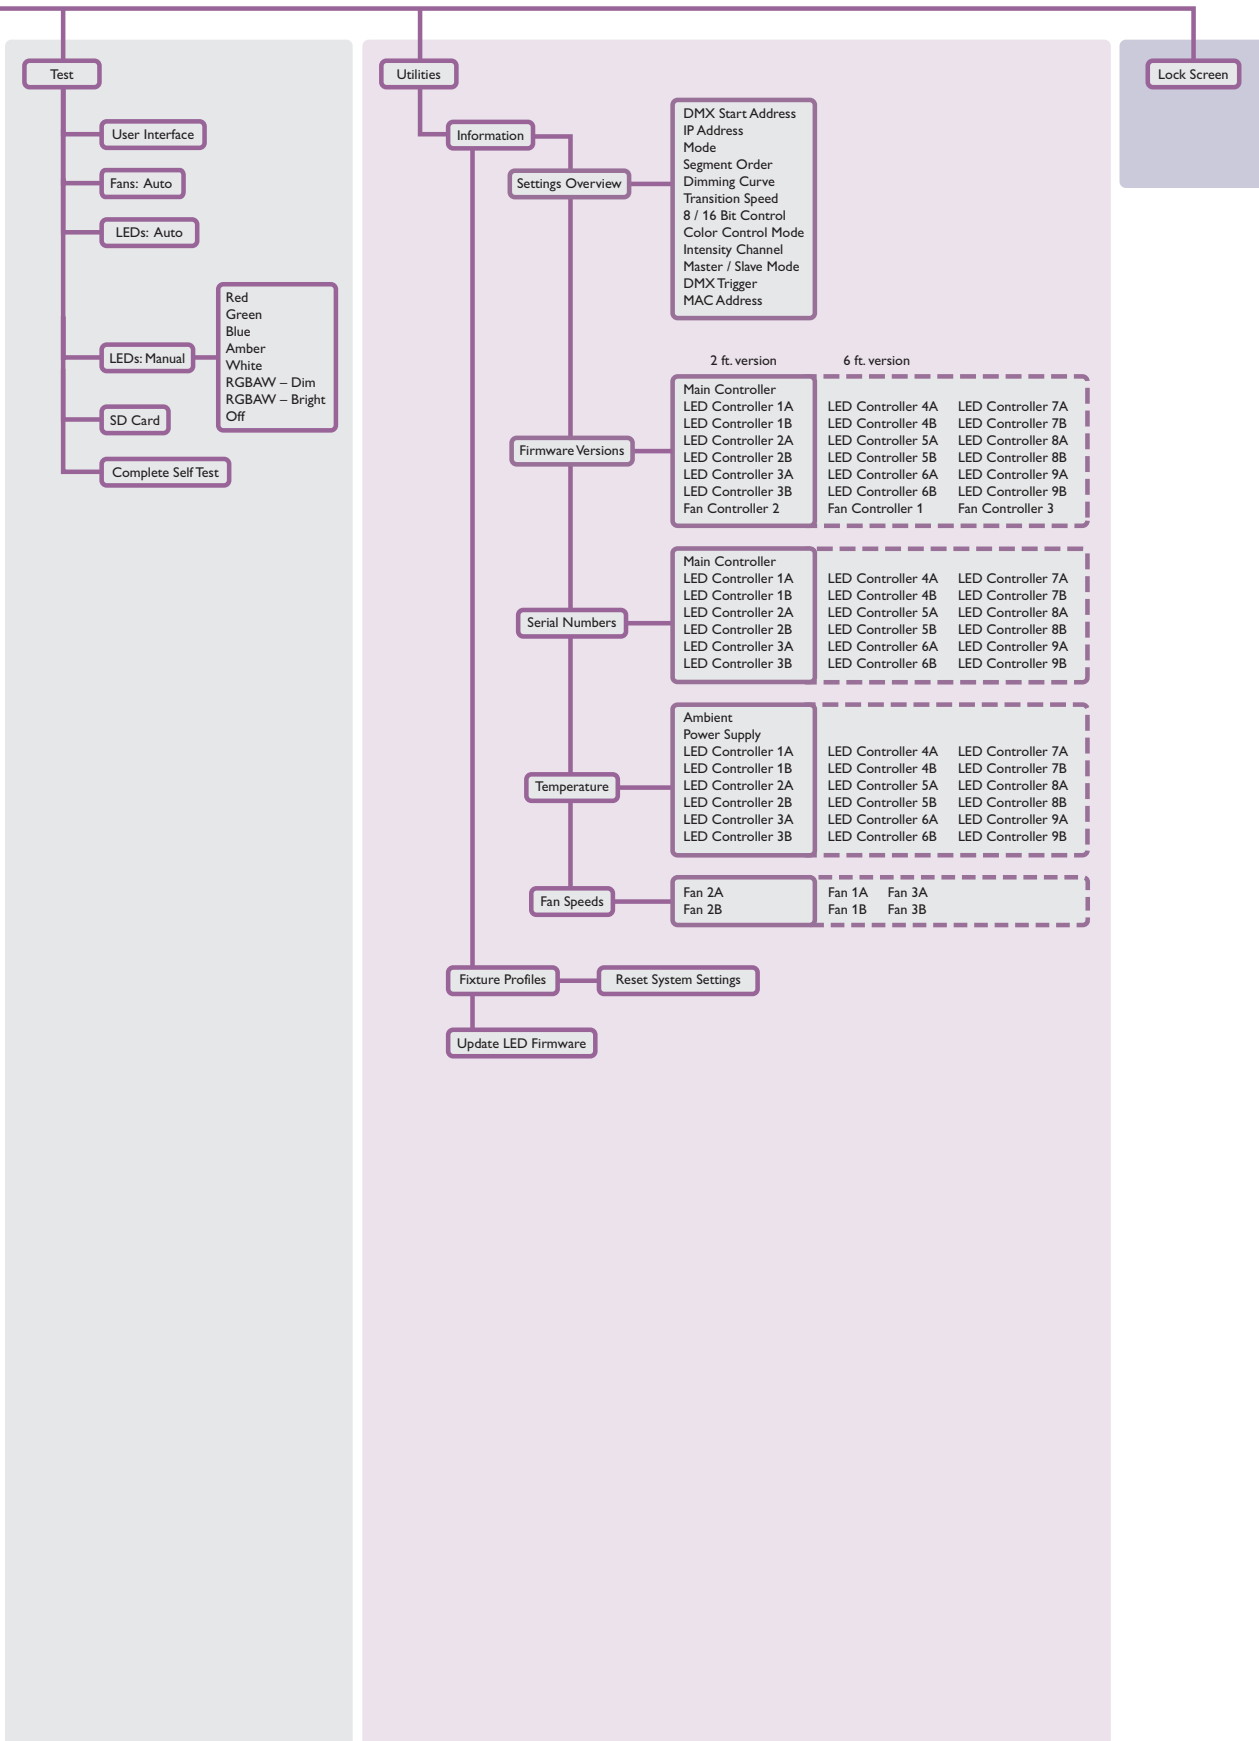 Test
User Interface
Fans: Auto
LEDs: Auto
LEDs: Manual
Red
Green
Blue
Amber
White
RGBAW – Dim
RGBAW – Bright
Off
SD Card
Complete Self Test
Utilities
Information
Settings Overview
DMX Start Address
IP Address
Mode
Segment Order
Dimming Curve
Transition Speed
8 / 16 Bit Control
Color Control Mode
Intensity Channel
Master / Slave Mode
DMX Trigger
MAC Address
2 ft. version 6 ft. version
Firmware Versions
Main Controller
LED Controller 1A LED Controller 4A LED Controller 7A
LED Controller 1B LED Controller 4B LED Controller 7B
LED Controller 2A LED Controller 5A LED Controller 8A
LED Controller 2B LED Controller 5B LED Controller 8B
LED Controller 3A LED Controller 6A LED Controller 9A
LED Controller 3B LED Controller 6B LED Controller 9B
Fan Controller 2 Fan Controller 1 Fan Controller 3
Serial Numbers
Main Controller
LED Controller 1A LED Controller 4A LED Controller 7A
LED Controller 1B LED Controller 4B LED Controller 7B
LED Controller 2A LED Controller 5A LED Controller 8A
LED Controller 2B LED Controller 5B LED Controller 8B
LED Controller 3A LED Controller 6A LED Controller 9A
LED Controller 3B LED Controller 6B LED Controller 9B
Temperature
Ambient
Power Supply
LED Controller 1A LED Controller 4A LED Controller 7A
LED Controller 1B LED Controller 4B LED Controller 7B
LED Controller 2A LED Controller 5A LED Controller 8A
LED Controller 2B LED Controller 5B LED Controller 8B
LED Controller 3A LED Controller 6A LED Controller 9A
LED Controller 3B LED Controller 6B LED Controller 9B
Fan Speeds
Fan 2A Fan 1A Fan 3A
Fan 2B Fan 1B Fan 3B
Fixture Profiles
Reset System Settings
Update LED Firmware
Lock Screen